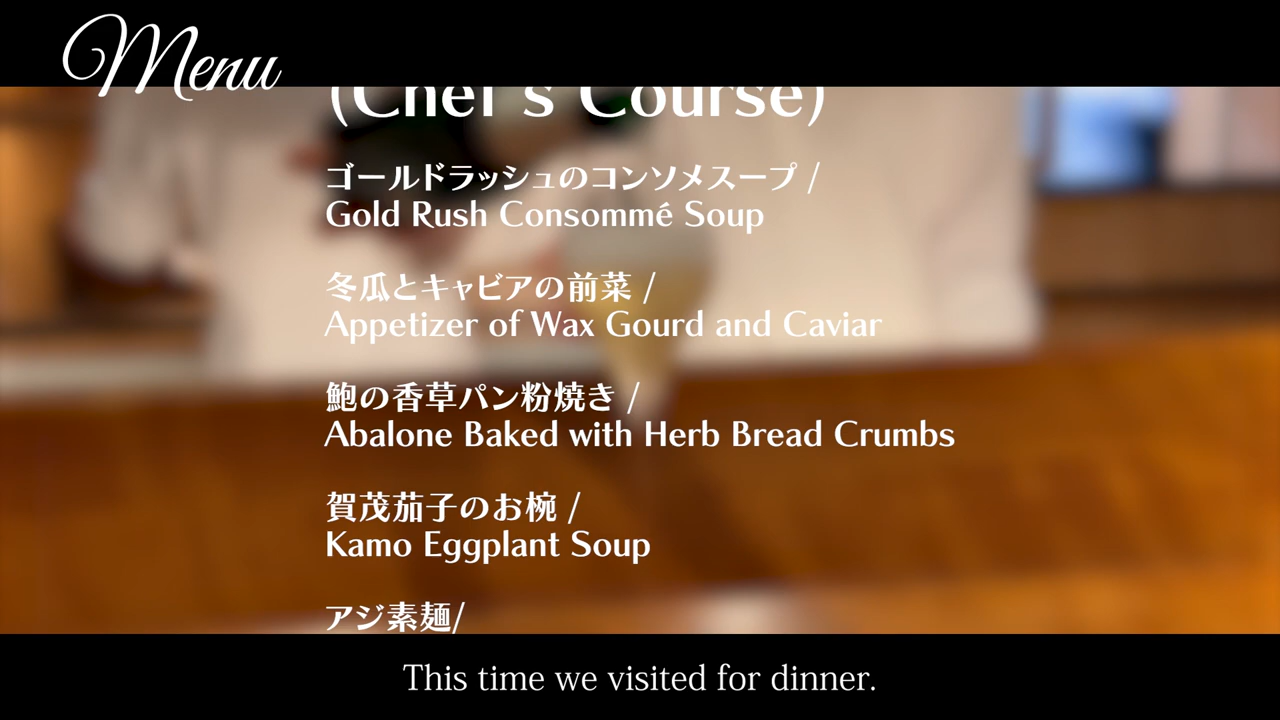 Menu
(Chef's Course)
ゴールドラッシュのコンソメスープ /
Gold Rush Consommé Soup
冬瓜とキャビアの前菜 /
Appetizer of Wax Gourd and Caviar
鮑の香草パン粉焼き /
Abalone Baked with Herb Bread Crumbs
賀茂茄子のお椀 /
Kamo Eggplant Soup
アジ素麺/
This time we visited for dinner.